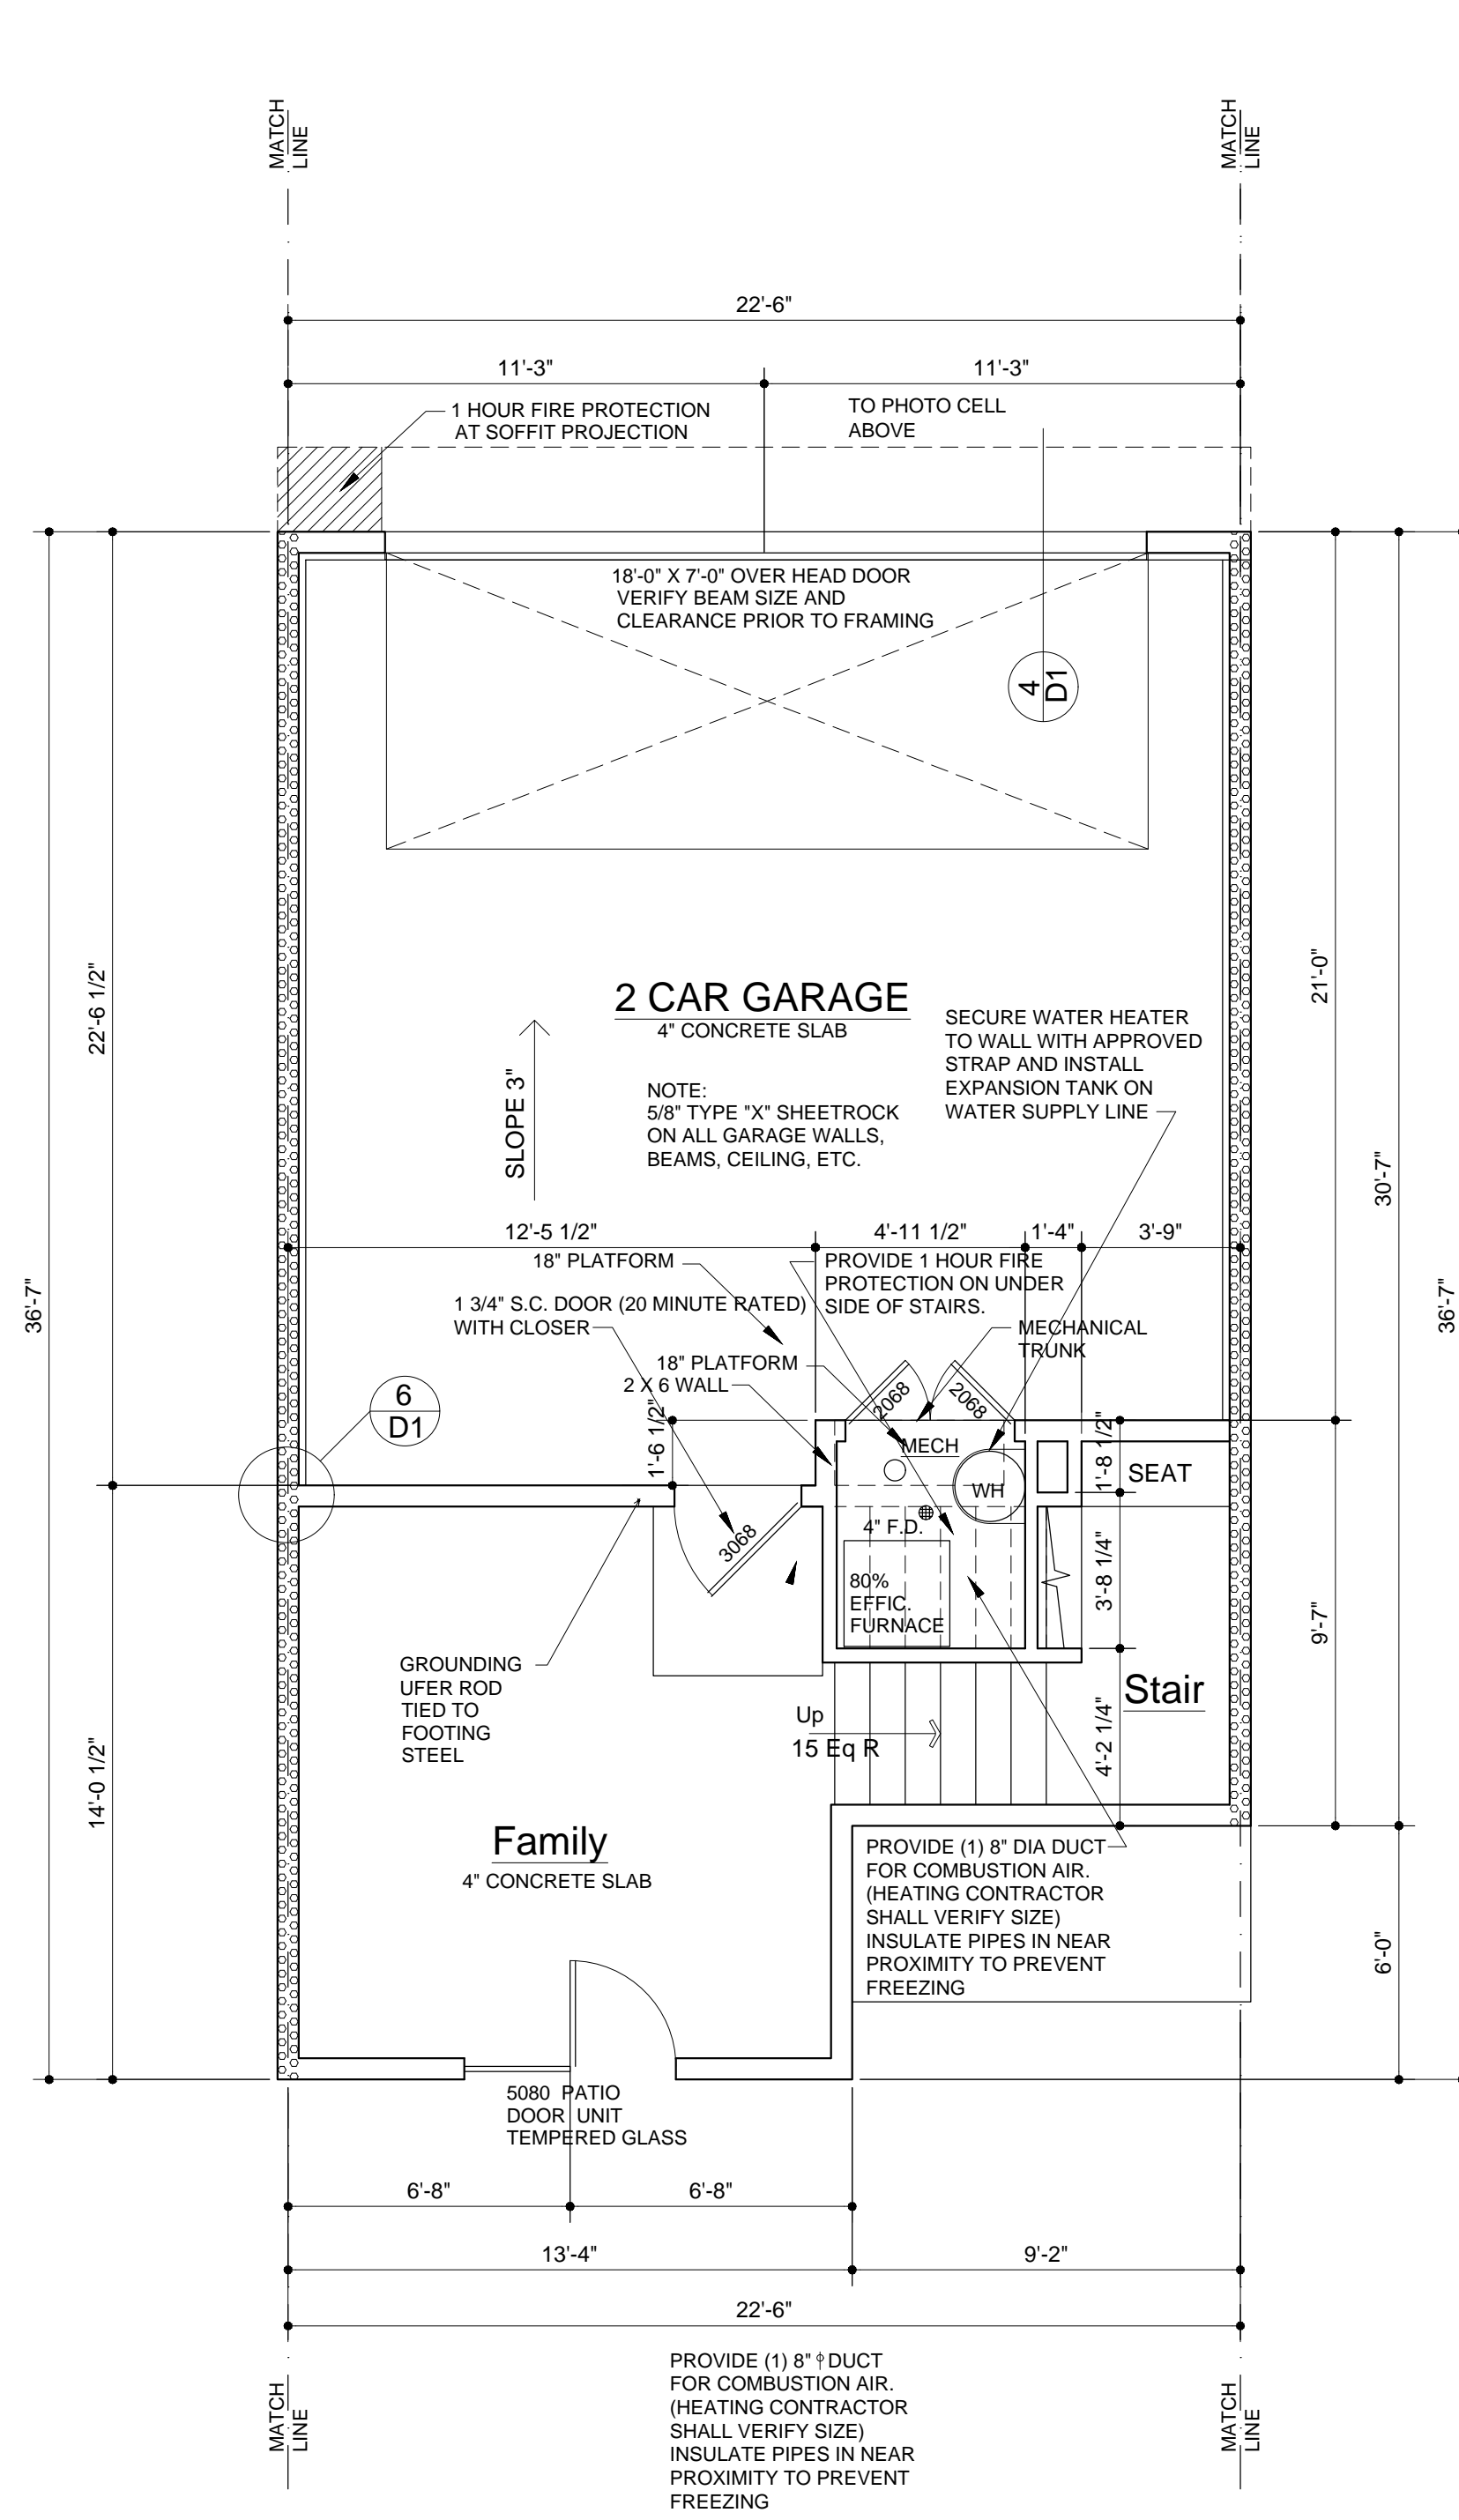 MATCH
LINE
MATCH
LINE
22'-6"
11'-3"
11'-3"
1 HOUR FIRE PROTECTION
AT SOFFIT PROJECTION
TO PHOTO CELL
ABOVE
18'-0" X 7'-0" OVER HEAD DOOR
VERIFY BEAM SIZE AND
CLEARANCE PRIOR TO FRAMING
4
D1
36'-7"
22'-6 1/2"
21'-0"
30'-7"
36'-7"
2 CAR GARAGE
4" CONCRETE SLAB
SLOPE 3"
NOTE:
5/8" TYPE "X" SHEETROCK
ON ALL GARAGE WALLS,
BEAMS, CEILING, ETC.
SECURE WATER HEATER
TO WALL WITH APPROVED
STRAP AND INSTALL
EXPANSION TANK ON
WATER SUPPLY LINE
12'-5 1/2"
4'-11 1/2"
1'-4"
3'-9"
18" PLATFORM
PROVIDE 1 HOUR FIRE
PROTECTION ON UNDER
SIDE OF STAIRS.
1 3/4" S.C. DOOR (20 MINUTE RATED)
WITH CLOSER
MECHANICAL
TRUNK
18" PLATFORM
2 X 6 WALL
6
D1
1'-6 1/2"
2068
2068
MECH
1'-8 1/2"
SEAT
WH
4" F.D.
3068
80%
EFFIC.
FURNACE
3'-8 1/4"
9'-7"
GROUNDING
UFER ROD
TIED TO
FOOTING
STEEL
Up
15 Eq R
Stair
4'-2 1/4"
14'-0 1/2"
Family
4" CONCRETE SLAB
PROVIDE (1) 8" DIA DUCT
FOR COMBUSTION AIR.
(HEATING CONTRACTOR
SHALL VERIFY SIZE)
INSULATE PIPES IN NEAR
PROXIMITY TO PREVENT
FREEZING
6'-0"
5080 PATIO
DOOR UNIT
TEMPERED GLASS
6'-8"
6'-8"
13'-4"
9'-2"
22'-6"
MATCH
LINE
MATCH
LINE
PROVIDE (1) 8" ϕ DUCT
FOR COMBUSTION AIR.
(HEATING CONTRACTOR
SHALL VERIFY SIZE)
INSULATE PIPES IN NEAR
PROXIMITY TO PREVENT
FREEZING